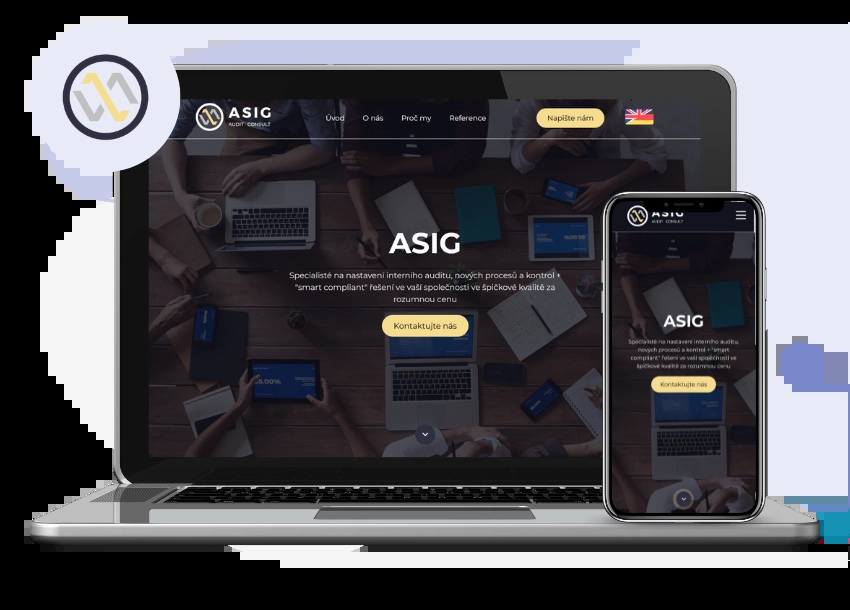 ASIG
AUDIT CONSULT
Úvod
O nás
Proč my
Reference
Napište nám
ASIG
Specialisté na nastavení interního auditu, nových procesů a kontrol +
"smart compliant" řešení ve vaší společnosti ve špičkové kvalitě za
rozumnou cenu
Kontaktujte nás
ASIG
AUDIT CONSULT
ASIG
Specialisté na nastavení interního auditu,
nových procesů a kontrol + "smart
compliant" řešení ve vaší společnosti ve
špičkové kvalitě za rozumnou cenu
Kontaktujte nás